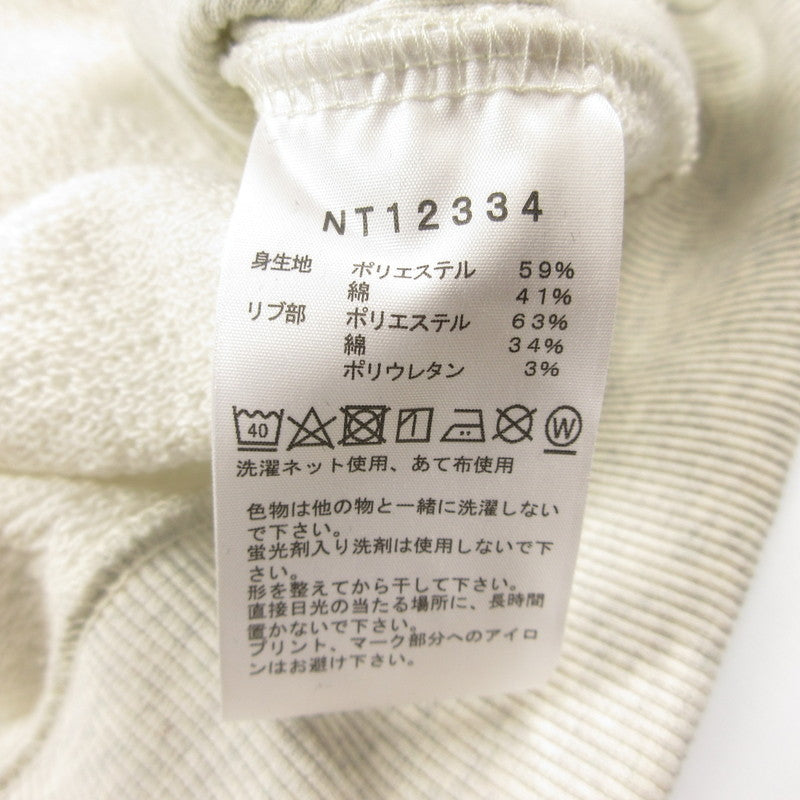 NT12334
身生地 ポリエステル 59%
綿 41%
リブ部 ポリエステル 63%
綿 34%
ポリウレタン 3%
40 W
洗濯ネット使用、あて布使用
色物は他の物と一緒に洗濯しない
で下さい。
蛍光剤入り洗剤は使用しないで下
さい。
形を整えてから干して下さい。
直接日光の当たる場所に、長時間
置かないで下さい。
プリント、マーク部分へのアイロ
ンはお避け下さい。